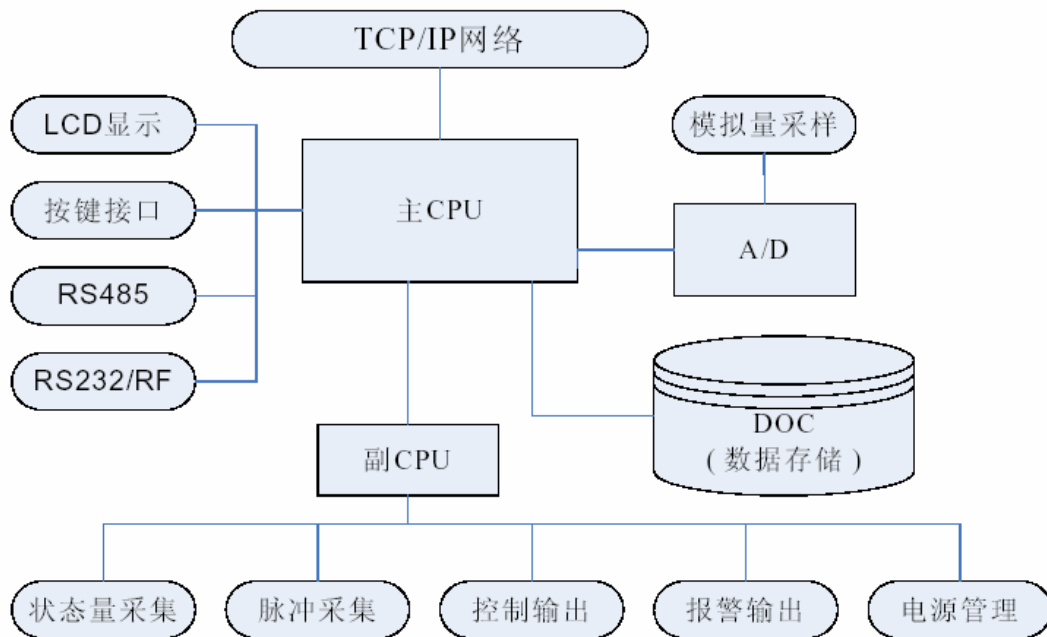 TCP/IP网络
LCD显示
模拟量采样
按键接口
主CPU
A/D
RS485
RS232/RF
DOC
(数据存储)
副CPU
状态量采集
脉冲采集
控制输出
报警输出
电源管理